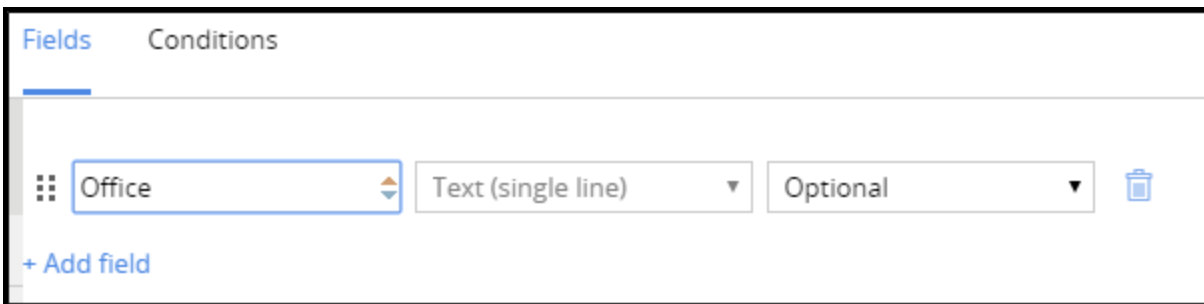 Fields Conditions
Office Text (single line) Optional
+ Add field